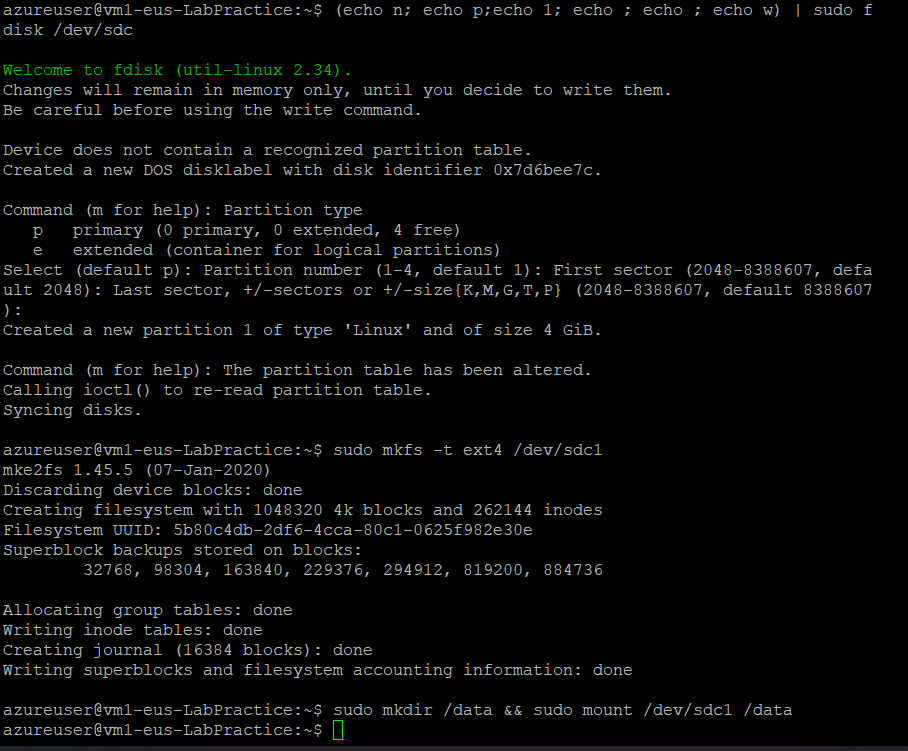 azureuser@vm1-eus-LabPractice:~$ (echo n; echo p;echo 1; echo ; echo ; echo w) | sudo f
disk /dev/sdc
Welcome to fdisk (util-linux 2.34).
Changes will remain in memory only, until you decide to write them.
Be careful before using the write command.
Device does not contain a recognized partition table.
Created a new DOS disklabel with disk identifier 0x7d6bee7c.
Command (m for help): Partition type
   p   primary (0 primary, 0 extended, 4 free)
   e   extended (container for logical partitions)
Select (default p): Partition number (1-4, default 1): First sector (2048-8388607, defa
ult 2048): Last sector, +/-sectors or +/-size{K,M,G,T,P} (2048-8388607, default 8388607
):
Created a new partition 1 of type 'Linux' and of size 4 GiB.
Command (m for help): The partition table has been altered.
Calling ioctl() to re-read partition table.
Syncing disks.
azureuser@vm1-eus-LabPractice:~$ sudo mkfs -t ext4 /dev/sdc1
mke2fs 1.45.5 (07-Jan-2020)
Discarding device blocks: done
Creating filesystem with 1048320 4k blocks and 262144 inodes
Filesystem UUID: 5b80c4db-2df6-4cca-80c1-0625f982e30e
Superblock backups stored on blocks:
        32768, 98304, 163840, 229376, 294912, 819200, 884736
Allocating group tables: done
Writing inode tables: done
Creating journal (16384 blocks): done
Writing superblocks and filesystem accounting information: done
azureuser@vm1-eus-LabPractice:~$ sudo mkdir /data && sudo mount /dev/sdc1 /data
azureuser@vm1-eus-LabPractice:~$